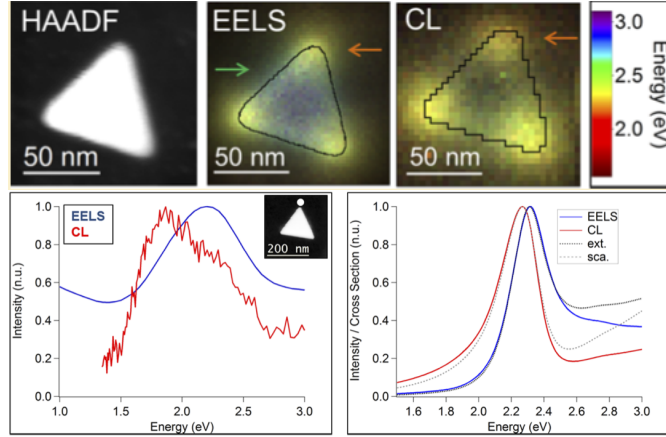 HAADF
50 nm
EELS
50 nm
CL
50 nm
3.0
2.5
2.0
Energy (eV)
EELS
CL
200 nm
Intensity (n.u.)
1.0
0.8
0.6
0.4
0.2
0.0
1.0 1.5 2.0 2.5 3.0
Energy (eV)
EELS
CL
ext.
sca.
Intensity / Cross Section (n.u.)
1.0
0.8
0.6
0.4
0.2
0.0
1.6 1.8 2.0 2.2 2.4 2.6 2.8 3.0
Energy (eV)